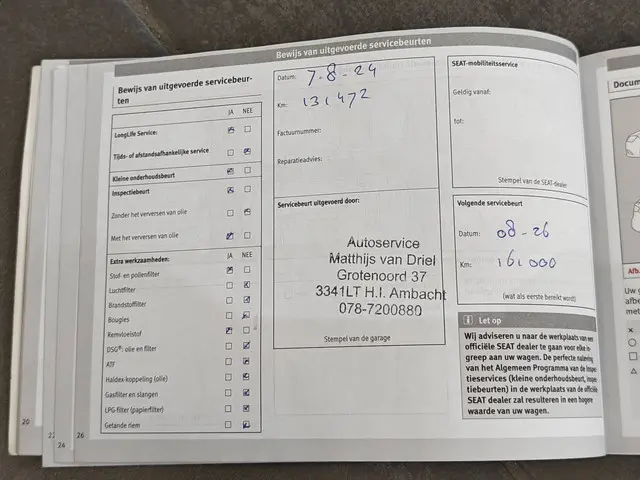 Bewijs van uitgevoerde servicebeurten
Bewijs van uitgevoerde servicebeur-
ten
JA NEE
LongLife Service:
Tijds- of afstandsafhankelijke service
Kleine onderhoudsbeurt
Inspectiebeurt
Zonder het verversen van olie
Met het verversen van olie
Extra werkzaamheden: JA NEE
Stof- en pollenfilter
Luchtfilter
Brandstoffilter
Bougies
Remvloeistof
DSG®: olie en filter
ATF
Haldex-koppeling (olie)
Gasfilter en slangen
LPG-filter (papierfilter)
Getande riem
Datum: 7-8-24
Km: 131472
Factuurnummer:
Reparatieadvies:
Servicebeurt uitgevoerd door:
Autoservice
Matthijs van Driel
Grotenoord 37
3341LT H.I. Ambacht
078-7200880
Stempel van de garage
SEAT-mobiliteitsservice
Geldig vanaf:
tot:
Stempel van de SEAT-dealer
Volgende servicebeurt
Datum: 08-26
Km: 161000
(wat als eerste bereikt word)
Let op
Wij adviseren u naar de werkplaats van een
officiële SEAT dealer te gaan voor elke in-
greep aan uw wagen. De perfecte naleving
van het Algemeen Programma van de inspec
tieservices (kleine onderhoudsbeurt, inspec
tiebeurten) in de werkplaats van de officiële
SEAT dealer zal resulteren in een hogere
waarde van uw wagen.
20
24
26
Docum
Afb.
Uw g
afbe
met